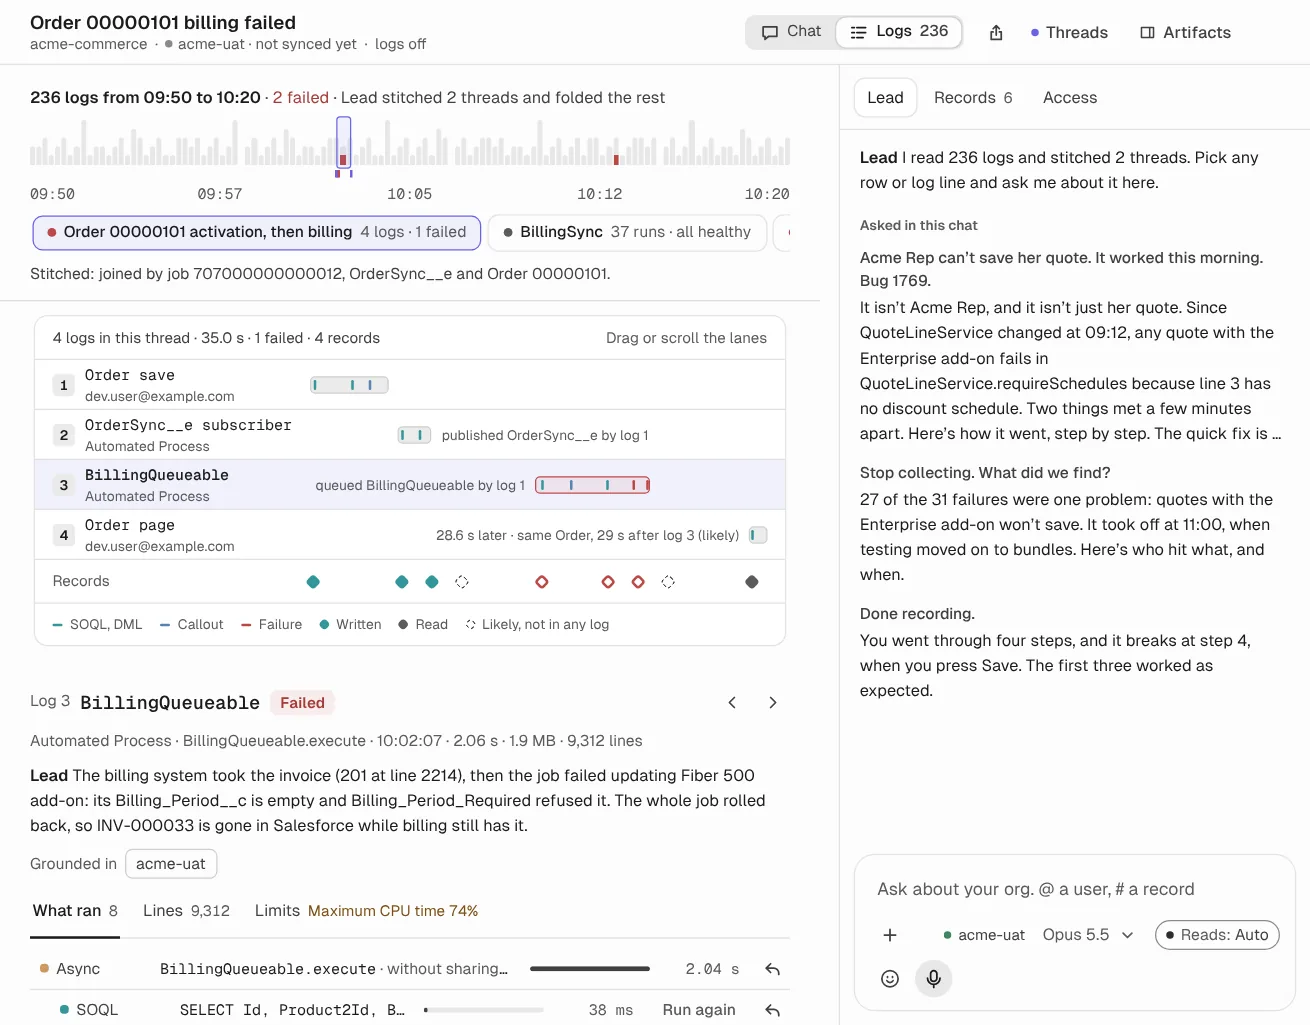 Order 00000101 billing failed
acme-commerce · acme-uat · not synced yet · logs off
Chat
Logs 236
Threads
Artifacts
236 logs from 09:50 to 10:20 · 2 failed · Lead stitched 2 threads and folded the rest
09:50 09:57 10:05 10:12 10:20
Order 00000101 activation, then billing 4 logs · 1 failed
BillingSync 37 runs · all healthy
Stitched: joined by job 707000000000012, OrderSync__e and Order 00000101.
4 logs in this thread · 35.0 s · 1 failed · 4 records
Drag or scroll the lanes
1 Order save
dev.user@example.com
2 OrderSync__e subscriber
Automated Process
published OrderSync__e by log 1
3 BillingQueueable
Automated Process
queued BillingQueueable by log 1
4 Order page
dev.user@example.com
28.6 s later · same Order, 29 s after log 3 (likely)
Records
SOQL, DML Callout Failure Written Read Likely, not in any log
Log 3 BillingQueueable Failed
Automated Process · BillingQueueable.execute · 10:02:07 · 2.06 s · 1.9 MB · 9,312 lines
Lead The billing system took the invoice (201 at line 2214), then the job failed updating Fiber 500
add-on: its Billing_Period__c is empty and Billing_Period_Required refused it. The whole job rolled
back, so INV-000033 is gone in Salesforce while billing still has it.
Grounded in acme-uat
What ran 8 Lines 9,312 Limits Maximum CPU time 74%
Async BillingQueueable.execute · without sharing… 2.04 s
SOQL SELECT Id, Product2Id, B… 38 ms Run again
Lead Records 6 Access
Lead I read 236 logs and stitched 2 threads. Pick any
row or log line and ask me about it here.
Asked in this chat
Acme Rep can’t save her quote. It worked this morning.
Bug 1769.
It isn’t Acme Rep, and it isn’t just her quote. Since
QuoteLineService changed at 09:12, any quote with the
Enterprise add-on fails in
QuoteLineService.requireSchedules because line 3 has
no discount schedule. Two things met a few minutes
apart. Here’s how it went, step by step. The quick fix is …
Stop collecting. What did we find?
27 of the 31 failures were one problem: quotes with the
Enterprise add-on won’t save. It took off at 11:00, when
testing moved on to bundles. Here’s who hit what, and
when.
Done recording.
You went through four steps, and it breaks at step 4,
when you press Save. The first three worked as
expected.
Ask about your org. @ a user, # a record
acme-uat Opus 5.5 Reads: Auto